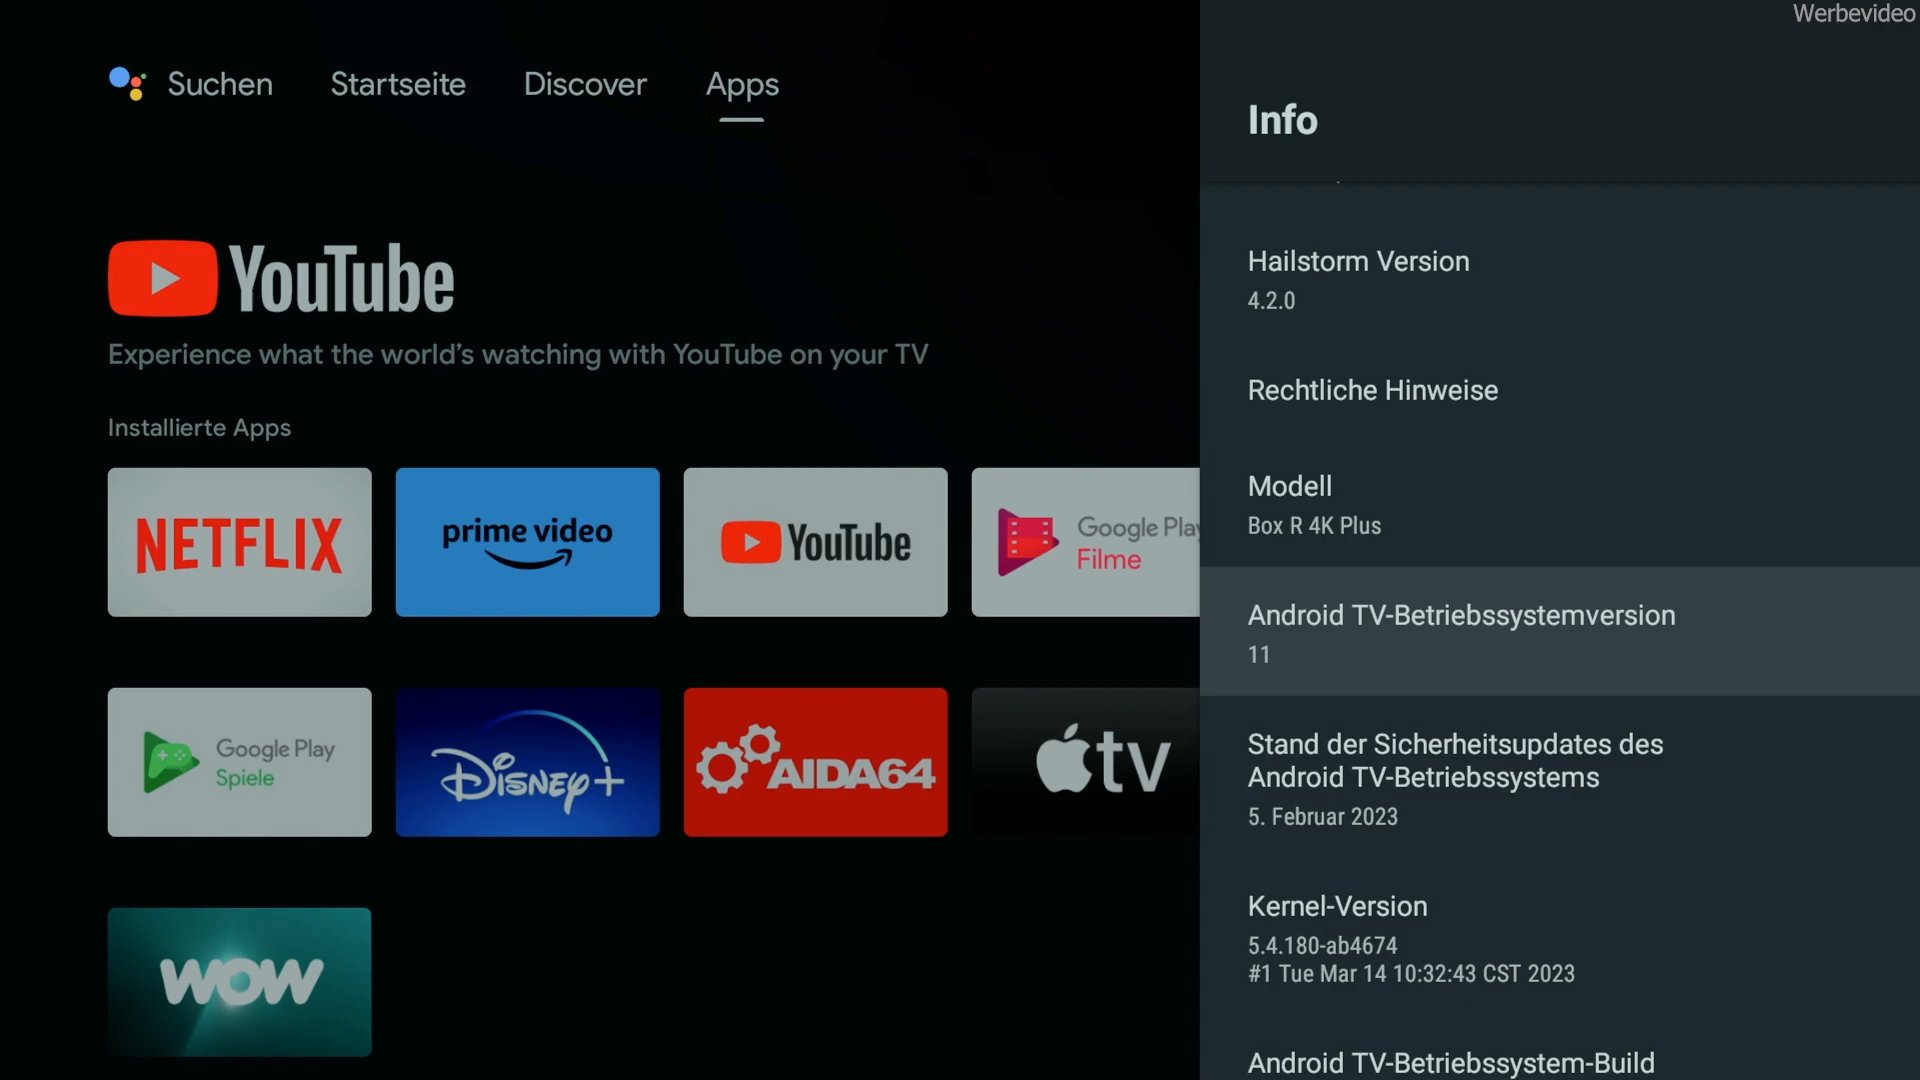 Werbevideo
Suchen Startseite Discover Apps
YouTube
Experience what the world's watching with YouTube on your TV
Installierte Apps
NETFLIX
prime video
YouTube
Google Play
Filme
Google Play
Spiele
Disney+
AIDA64
tv
wow
Info
Hailstorm Version
4.2.0
Rechtliche Hinweise
Modell
Box R 4K Plus
Android TV-Betriebssystemversion
11
Stand der Sicherheitsupdates des
Android TV-Betriebssystems
5. Februar 2023
Kernel-Version
5.4.180-ab4674
#1 Tue Mar 14 10:32:43 CST 2023
Android TV-Betriebssystem-Build